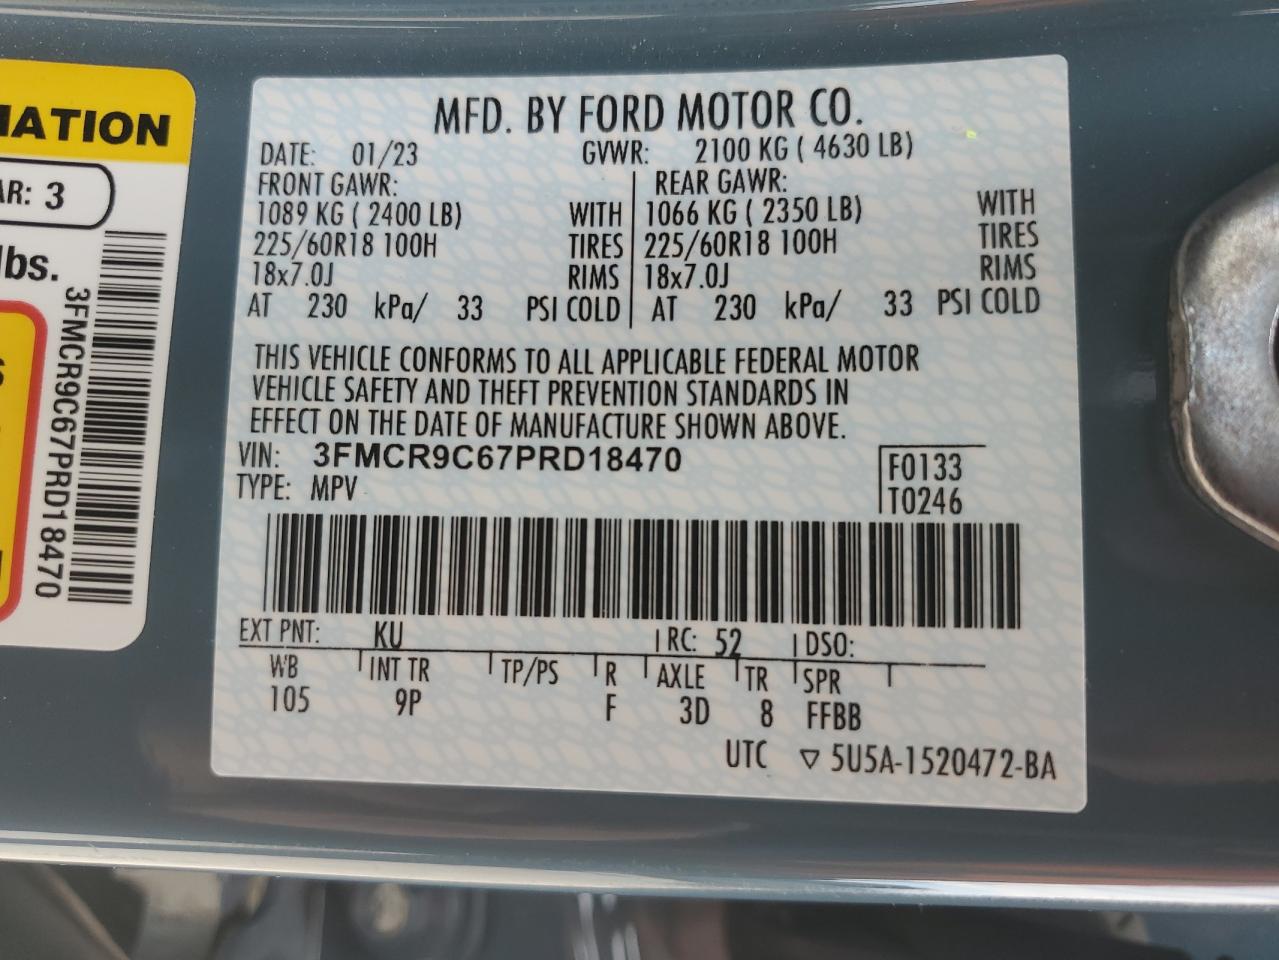 MATION
AR: 3
lbs.
3FMCR9C67PRD18470
MFD. BY FORD MOTOR CO.
DATE: 01/23 GVWR: 2100 KG ( 4630 LB)
FRONT GAWR: REAR GAWR:
1089 KG ( 2400 LB) WITH 1066 KG ( 2350 LB) WITH
225/60R18 100H TIRES 225/60R18 100H TIRES
18x7.0J RIMS 18x7.0J RIMS
AT 230 kPa/ 33 PSI COLD AT 230 kPa/ 33 PSI COLD
THIS VEHICLE CONFORMS TO ALL APPLICABLE FEDERAL MOTOR
VEHICLE SAFETY AND THEFT PREVENTION STANDARDS IN
EFFECT ON THE DATE OF MANUFACTURE SHOWN ABOVE.
VIN: 3FMCR9C67PRD18470 F0133
TYPE: MPV T0246
EXT PNT: KU RC: 52 DSO:
WB INT TR TP/PS R AXLE TR SPR
105 9P F 3D 8 FFBB
UTC ▽ 5U5A-1520472-BA